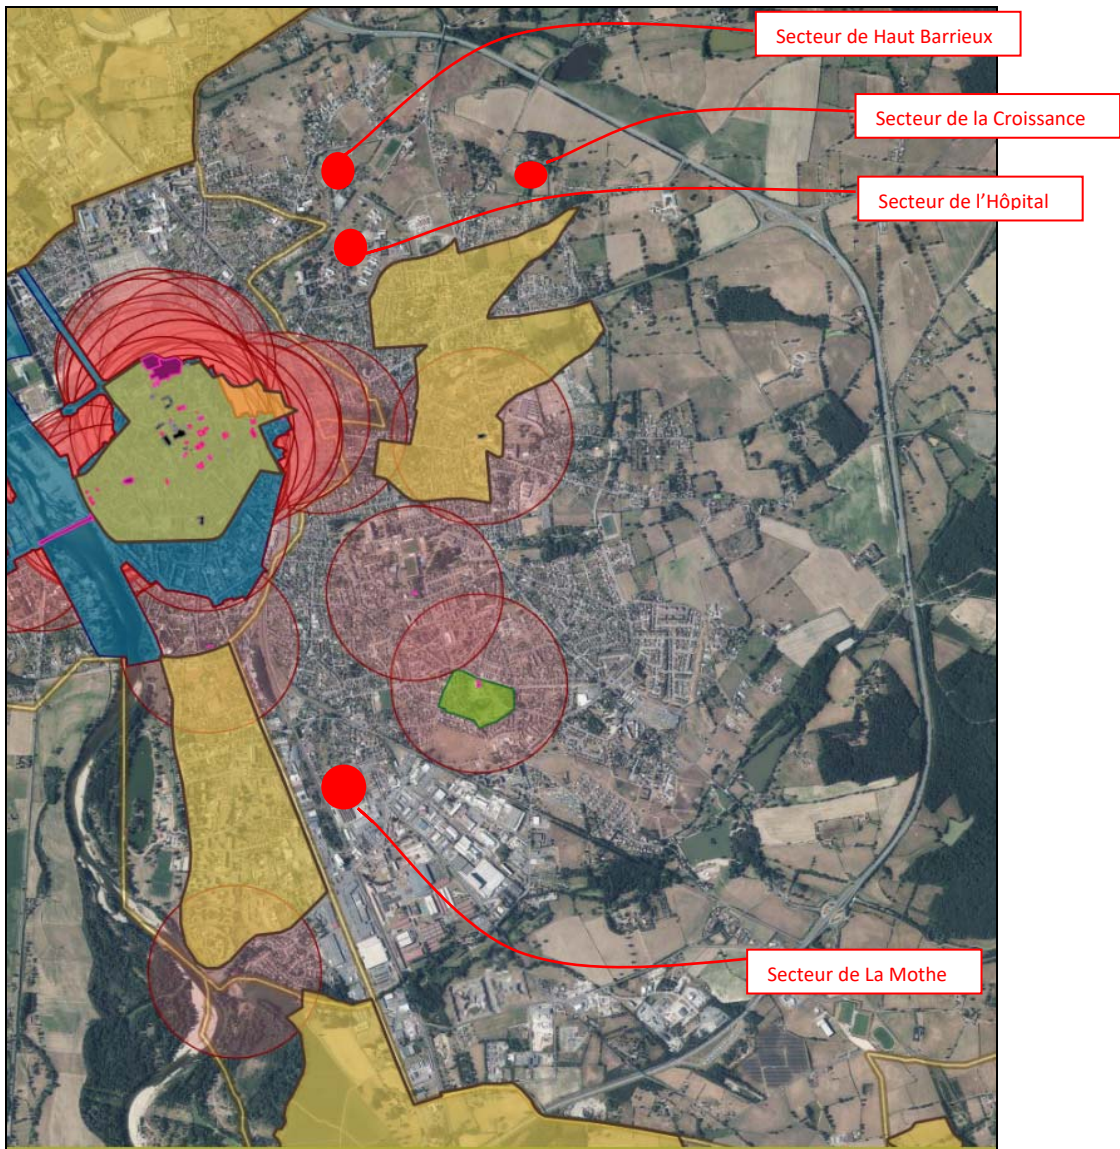 Secteur de Haut Barrieux
Secteur de la Croissance
Secteur de l’Hôpital
Secteur de La Mothe